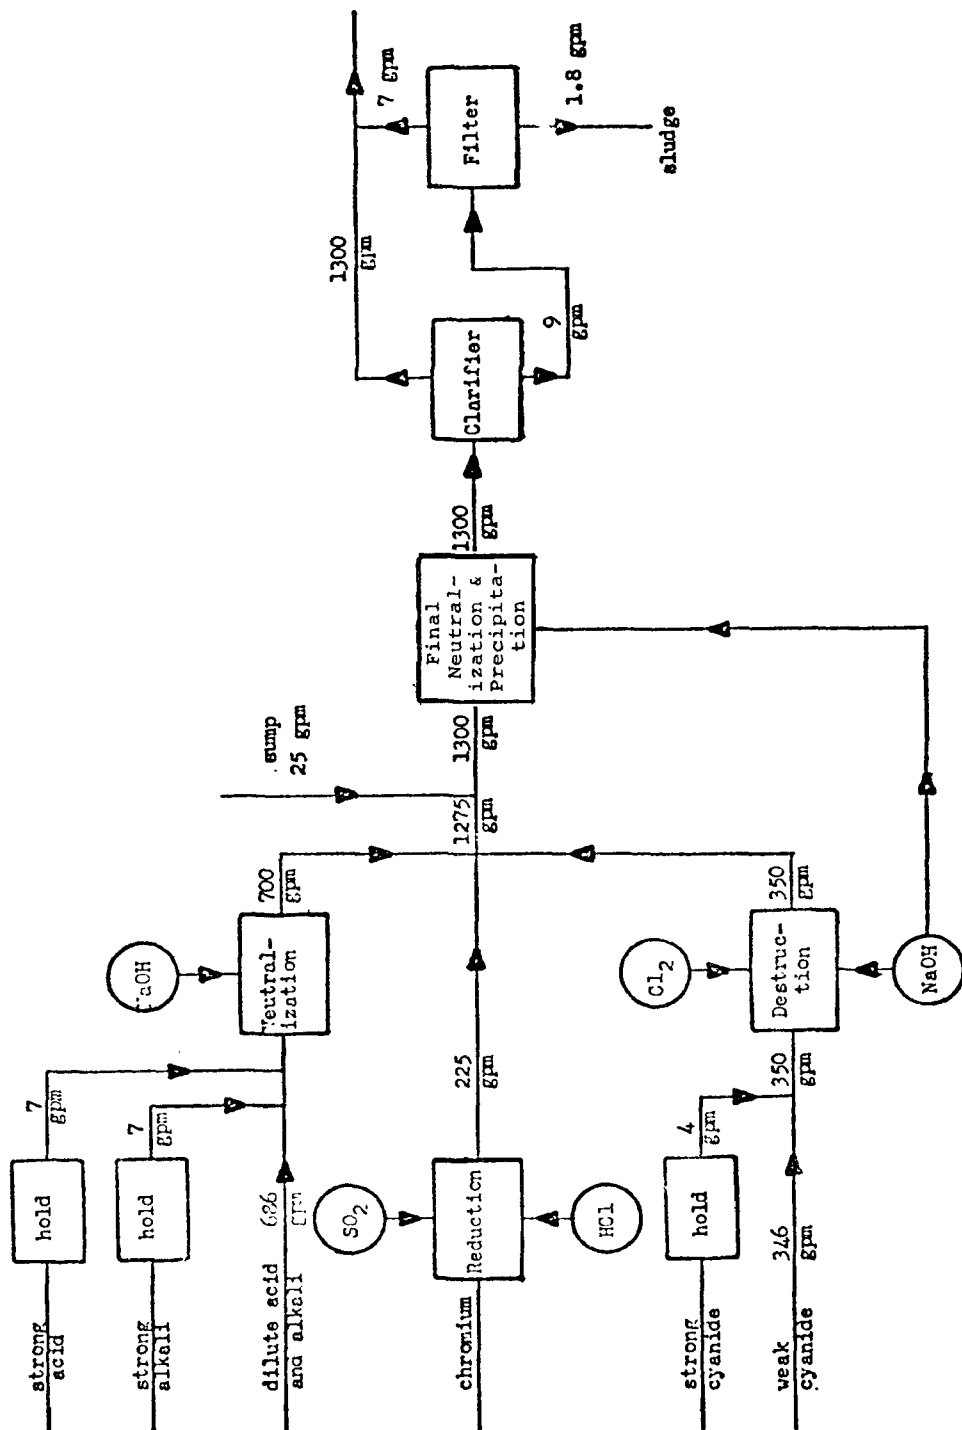 strong
acid
hold
7
gpm
strong
alkali
hold
7
gpm
dilute acid
and alkali
686
gpm
NaOH
Neutral-
ization
700
gpm
chromium
SO2
Reduction
HCl
225
gpm
strong
cyanide
hold
4
gpm
weak
cyanide
346
gpm
350
gpm
Cl2
Destruc-
tion
NaOH
350
gpm
1275
gpm
sump
25 gpm
1300
gpm
Final
Neutral-
ization &
Precipita-
tion
1300
gpm
Clarifier
1300
gpm
9
gpm
Filter
7 gpm
1.8 gpm
sludge